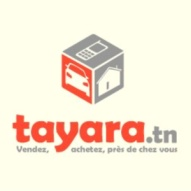 tayara.tn
Vendez, achetez, près de chez vous